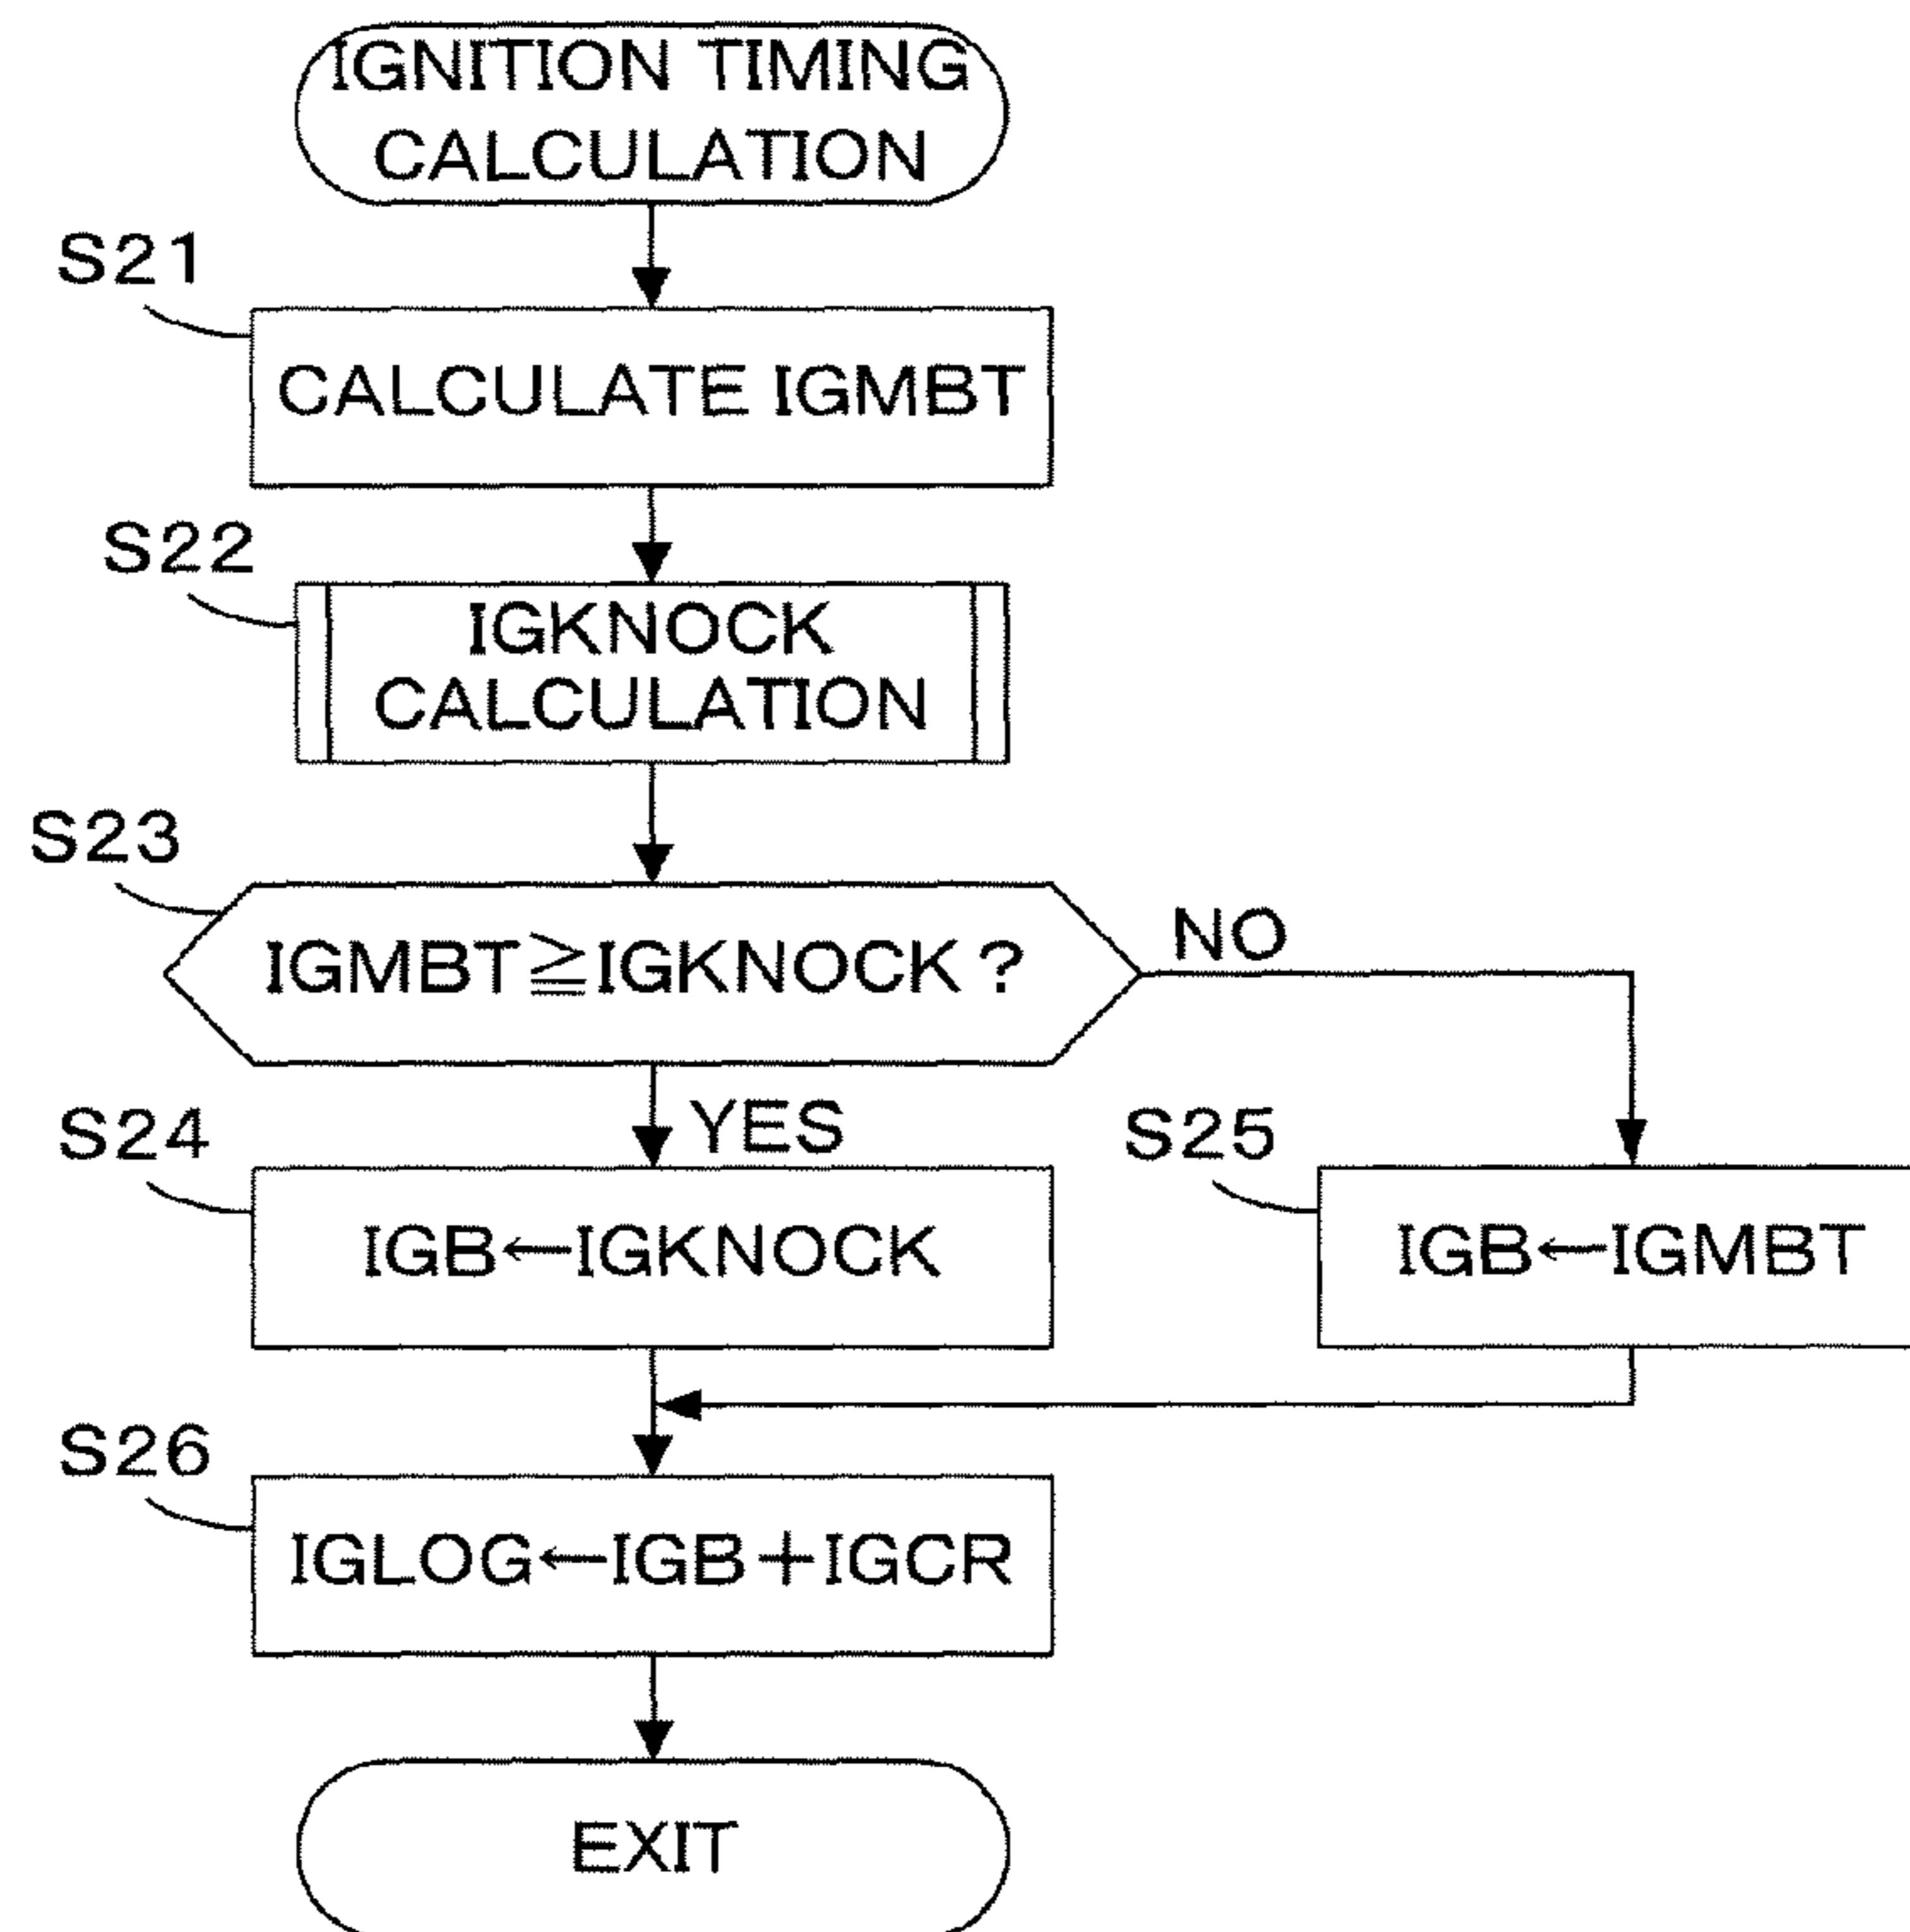 IGNITION TIMING
CALCULATION
S21
CALCULATE IGMBT
S22
IGKNOCK
CALCULATION
S23
IGMBT≧IGKNOCK?
NO
YES
S24
IGB←IGKNOCK
S25
IGB←IGMBT
S26
IGLOG←IGB+IGCR
EXIT